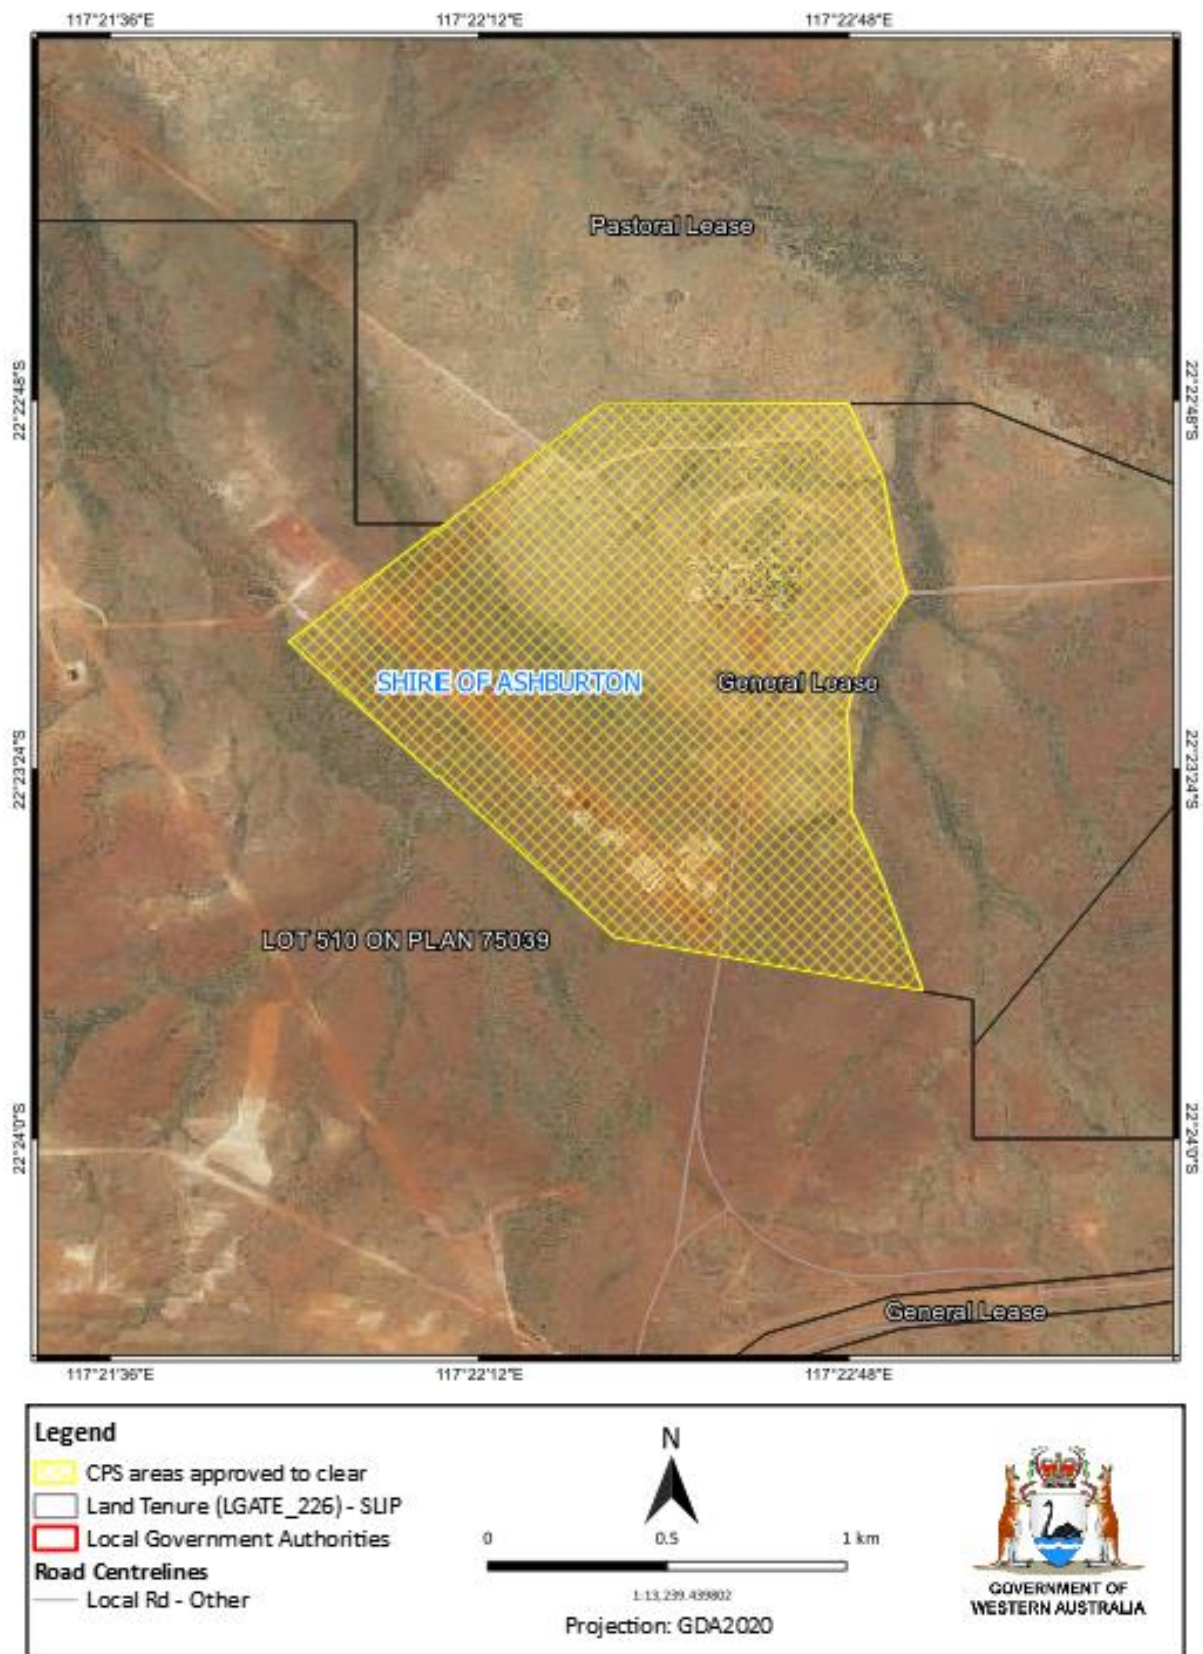 117°21'36"E 117°22'12"E 117°22'48"E
Pastoral Lease
22°22'48"S 22°22'48"S
SHIRE OF ASHBURTON General Lease
22°23'24"S 22°23'24"S
LOT 510 ON PLAN 75039
22°24'0"S 22°24'0"S
General Lease
117°21'36"E 117°22'12"E 117°22'48"E
Legend
CPS areas approved to clear
Land Tenure (LGATE_226) - SLIP
Local Government Authorities
Road Centrelines
Local Rd - Other
N
0 0.5 1 km
1:13,239.439802
Projection: GDA2020
GOVERNMENT OF
WESTERN AUSTRALIA